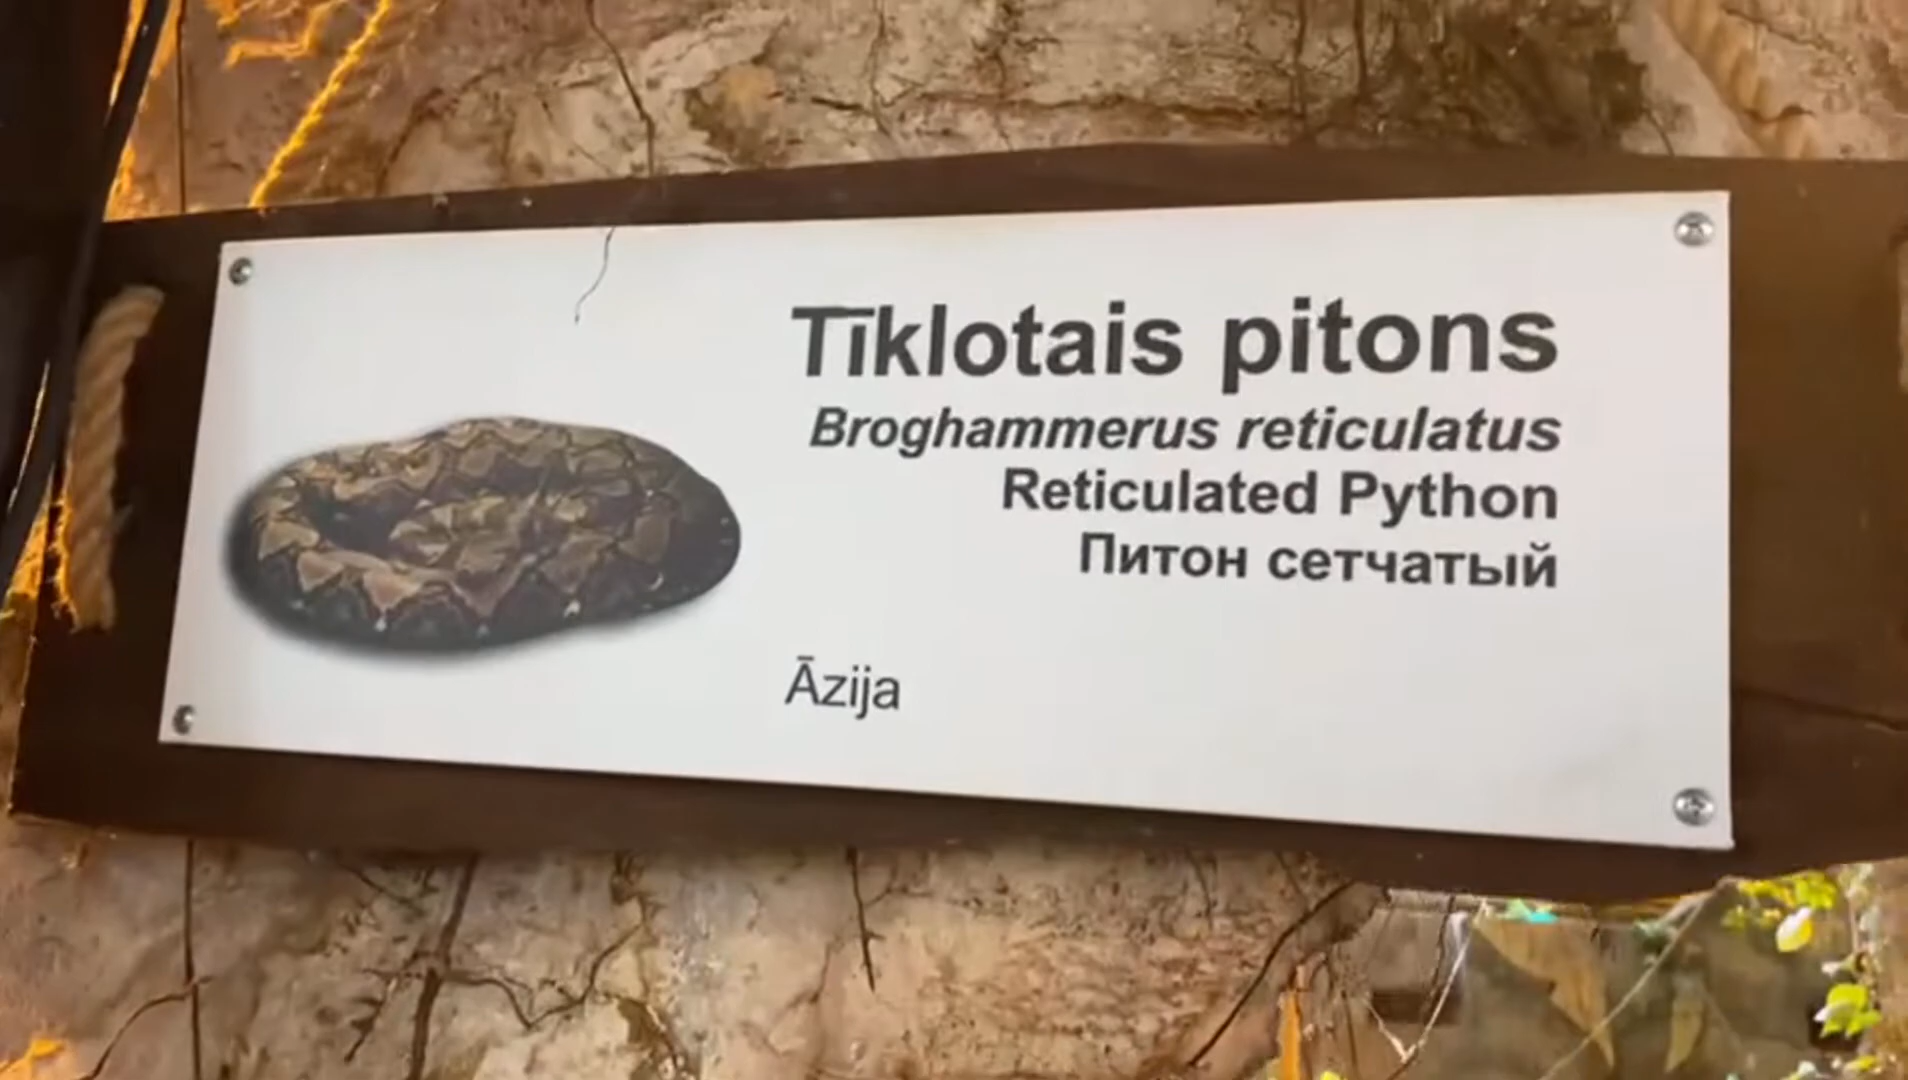 Tīklotais pitons
Broghammerus reticulatus
Reticulated Python
Питон сетчатый
Āzija